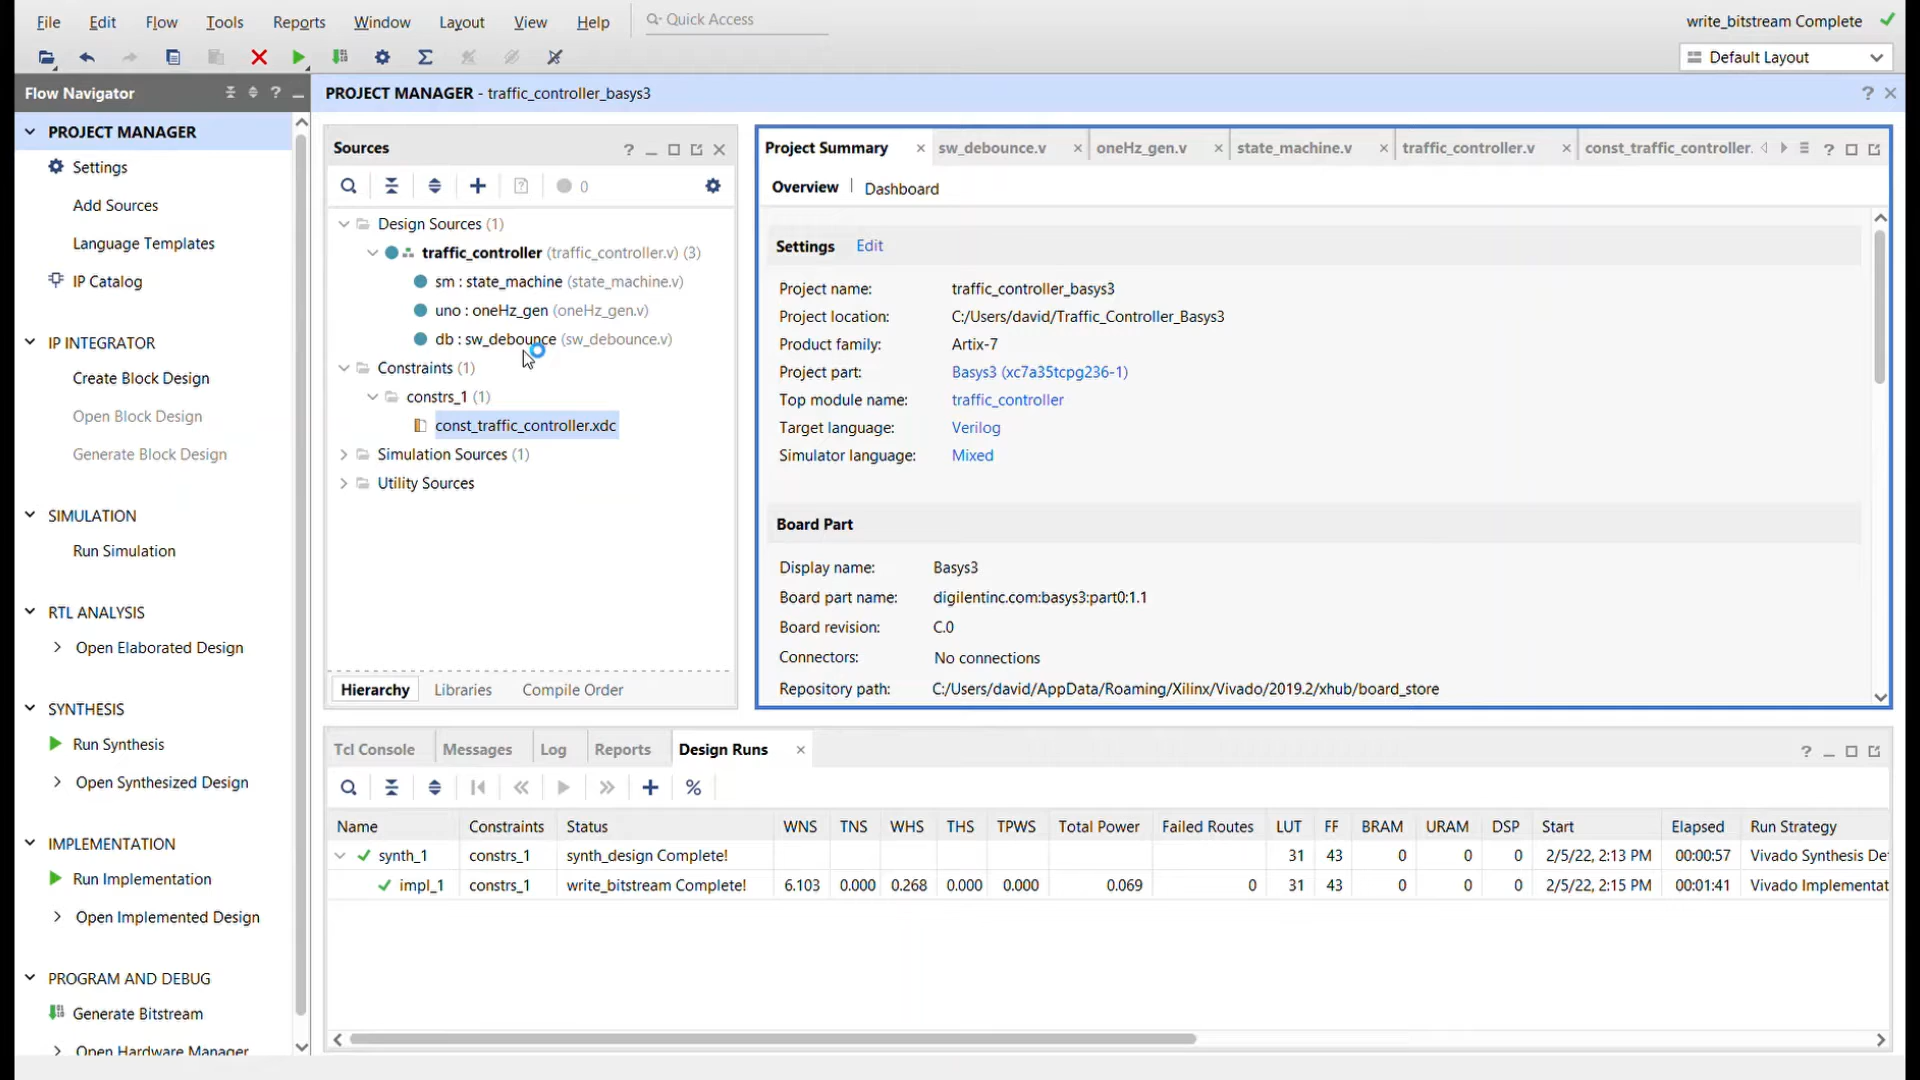 File Edit Flow Tools Reports Window Layout View Help Quick Access write_bitstream Complete
Default Layout
Flow Navigator
PROJECT MANAGER
Settings
Add Sources
Language Templates
IP Catalog
IP INTEGRATOR
Create Block Design
Open Block Design
Generate Block Design
SIMULATION
Run Simulation
RTL ANALYSIS
Open Elaborated Design
SYNTHESIS
Run Synthesis
Open Synthesized Design
IMPLEMENTATION
Run Implementation
Open Implemented Design
PROGRAM AND DEBUG
Generate Bitstream
Open Hardware Manager
PROJECT MANAGER - traffic_controller_basys3
Sources
0
Design Sources (1)
traffic_controller (traffic_controller.v) (3)
sm : state_machine (state_machine.v)
uno : oneHz_gen (oneHz_gen.v)
db : sw_debounce (sw_debounce.v)
Constraints (1)
constrs_1 (1)
const_traffic_controller.xdc
Simulation Sources (1)
Utility Sources
Hierarchy Libraries Compile Order
Project Summary sw_debounce.v oneHz_gen.v state_machine.v traffic_controller.v const_traffic_controller.
Overview Dashboard
Settings Edit
Project name: traffic_controller_basys3
Project location: C:/Users/david/Traffic_Controller_Basys3
Product family: Artix-7
Project part: Basys3 (xc7a35tcpg236-1)
Top module name: traffic_controller
Target language: Verilog
Simulator language: Mixed
Board Part
Display name: Basys3
Board part name: digilentinc.com:basys3:part0:1.1
Board revision: C.0
Connectors: No connections
Repository path: C:/Users/david/AppData/Roaming/Xilinx/Vivado/2019.2/xhub/board_store
Tcl Console Messages Log Reports Design Runs
Name Constraints Status WNS TNS WHS THS TPWS Total Power Failed Routes LUT FF BRAM URAM DSP Start Elapsed Run Strategy
synth_1 constrs_1 synth_design Complete! 31 43 0 0 0 2/5/22, 2:13 PM 00:00:57 Vivado Synthesis De
impl_1 constrs_1 write_bitstream Complete! 6.103 0.000 0.268 0.000 0.000 0.069 0 31 43 0 0 0 2/5/22, 2:15 PM 00:01:41 Vivado Implementat